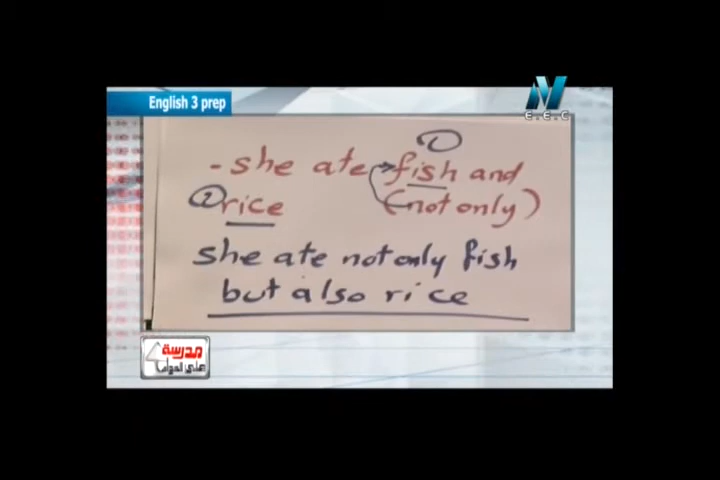 English 3 prep
E.E.C
①
- she ate fish and
② rice (not only)
she ate not only fish
but also rice
مدرسة
على الهواء